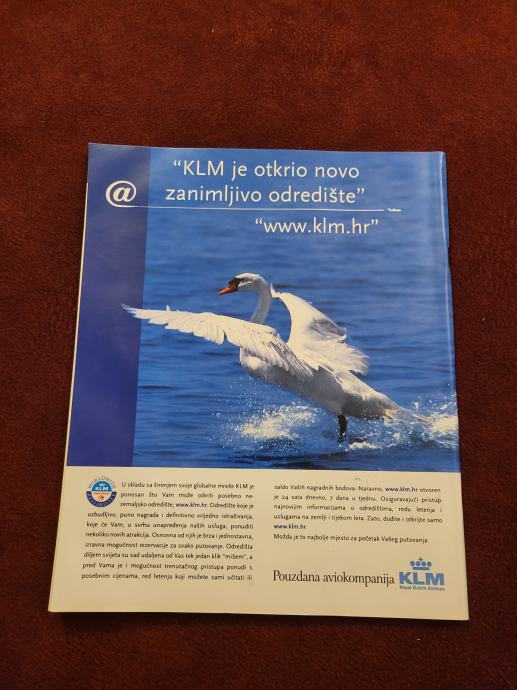 "KLM je otkrio novo
@
zanimljivo odredište"
"www.klm.hr"
U skladu sa širenjem svoje globalne mreže KLM je
ponosan što Vam može otkriti posebno ne-
zemaljsko odredište, www.klm.hr. Odredište koje je
uzbudljivo, puno nagrada i definitivno vrijedno istraživanja,
koje će Vam, u svrhu unapređenja naših usluga, ponuditi
nekoliko novih atrakcija. Osnovna od njih je brza i jednostavna,
izravna mogućnost rezervacije za svako putovanje. Odredišta
diljem svijeta su sad udaljena od Vas tek jedan klik "mišem", a
pred Vama je i mogućnost trenutačnog pristupa ponudi s
posebnim cijenama, red letenja koji možete sami učitati ili
saldo Vaših nagradnih bodova. Naravno, www.klm.hr otvoren
je 24 sata dnevno, 7 dana u tjednu. Osiguravajući pristup
najnovijim informacijama o odredištima, redu letenja i
uslugama na zemlji i tijekom leta. Zato, dođite i otkrijte samo
www.klm.hr.
Možda je to najbolje mjesto za početak Vašeg putovanja.
KLM
Pouzdana aviokompanija KLM
Royal Dutch Airlines